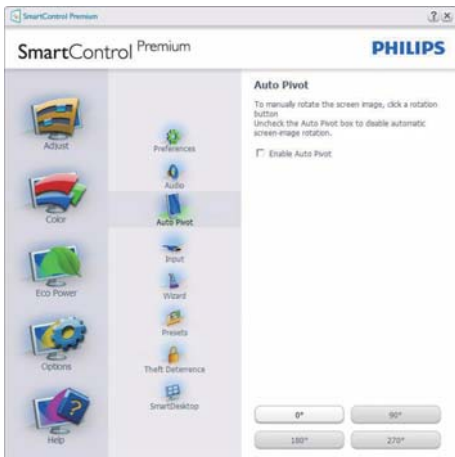 SmartControl Premium
SmartControl Premium
PHILIPS
Adjust
Color
Eco Power
Options
Help
Preferences
Audio
Auto Pivot
Input
Wizard
Presets
Theft Deterrence
SmartDesktop
Auto Pivot
To manually rotate the screen image, click a rotation
button
Uncheck the Auto Pivot box to disable automatic
screen-image rotation.
Enable Auto Pivot
0°
90°
180°
270°